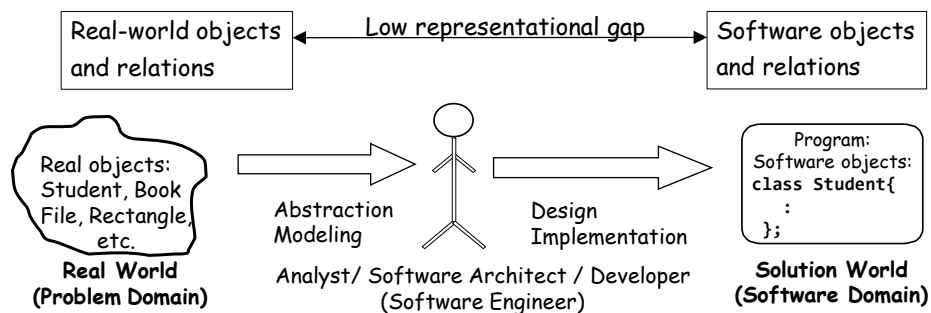 Real-world objects
and relations
Low representational gap
Software objects
and relations
Real objects:
Student, Book
File, Rectangle,
etc.
Real World
(Problem Domain)
Abstraction
Modeling
Design
Implementation
Analyst/ Software Architect / Developer
(Software Engineer)
Program:
Software objects:
class Student{
:
};
Solution World
(Software Domain)